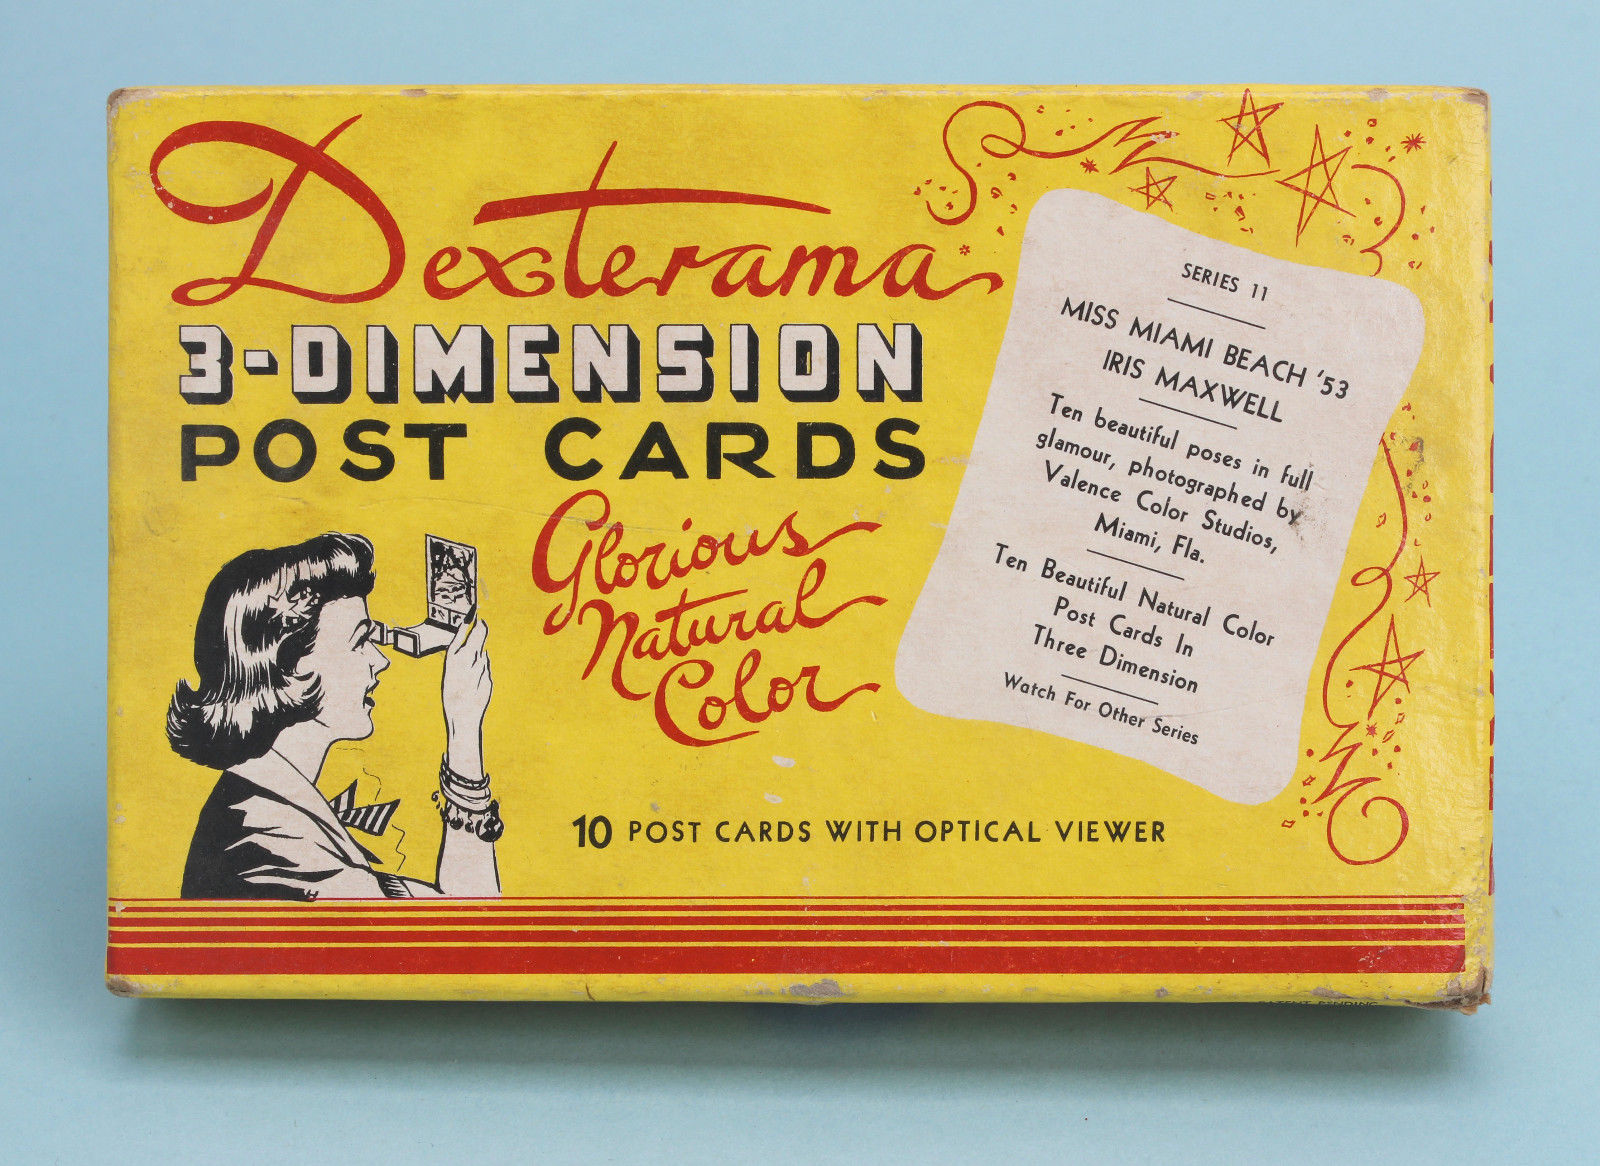 Dexterama
3-DIMENSION
POST CARDS
Glorious
Natural
Color
SERIES 11
MISS MIAMI BEACH '53
IRIS MAXWELL
Ten beautiful poses in full
glamour, photographed by
Valence Color Studios,
Miami, Fla.
Ten Beautiful Natural Color
Post Cards In
Three Dimension
Watch For Other Series
10 POST CARDS WITH OPTICAL VIEWER
PATENT PENDING